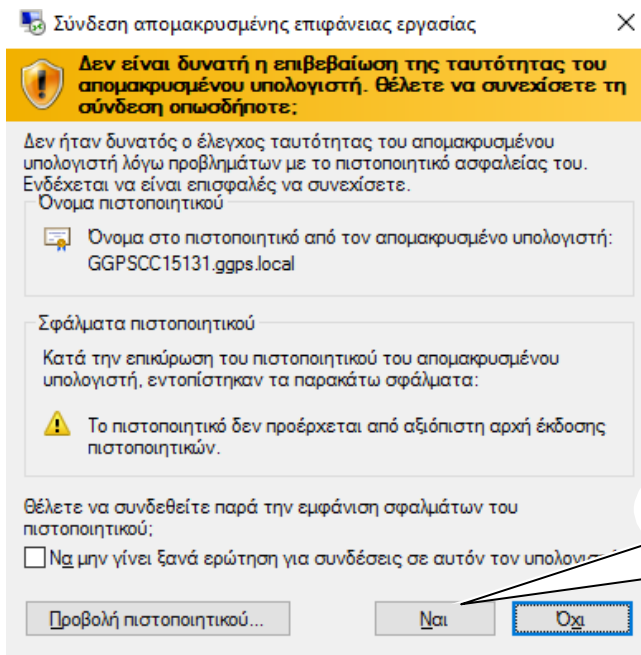 Σύνδεση απομακρυσμένης επιφάνειας εργασίας
Δεν είναι δυνατή η επιβεβαίωση της ταυτότητας του
απομακρυσμένου υπολογιστή. Θέλετε να συνεχίσετε τη
σύνδεση οπωσδήποτε;
Δεν ήταν δυνατός ο έλεγχος ταυτότητας του απομακρυσμένου
υπολογιστή λόγω προβλημάτων με το πιστοποιητικό ασφαλείας του.
Ενδέχεται να είναι επισφαλές να συνεχίσετε.
Όνομα πιστοποιητικού
Όνομα στο πιστοποιητικό από τον απομακρυσμένο υπολογιστή:
GGPSCC15131.ggps.local
Σφάλματα πιστοποιητικού
Κατά την επικύρωση του πιστοποιητικού του απομακρυσμένου
υπολογιστή, εντοπίστηκαν τα παρακάτω σφάλματα:
Το πιστοποιητικό δεν προέρχεται από αξιόπιστη αρχή έκδοσης
πιστοποιητικών.
Θέλετε να συνδεθείτε παρά την εμφάνιση σφαλμάτων του
πιστοποιητικού;
Να μην γίνει ξανά ερώτηση για συνδέσεις σε αυτόν τον
Προβολή πιστοποιητικού... Ναι Όχι